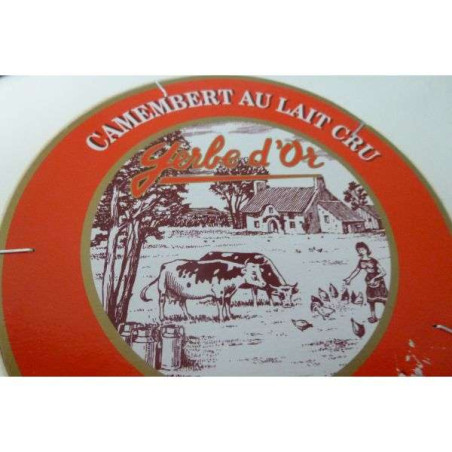 CAMEMBERT AU LAIT CRU
Gerbe d'Or